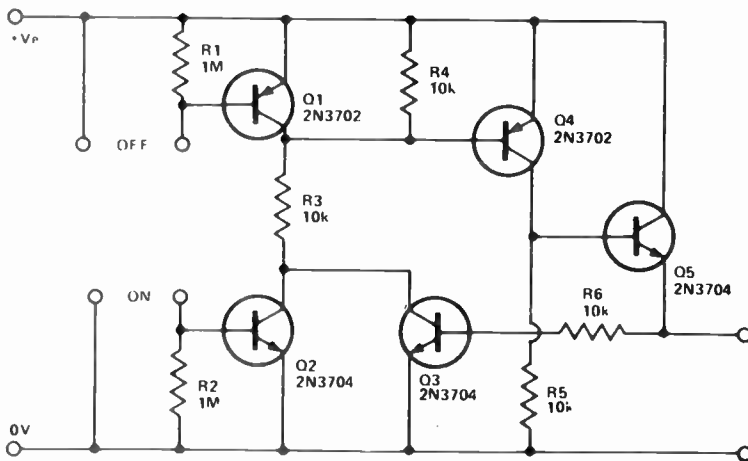 +Ve
R1
1M
Q1
2N3702
R4
10k
Q4
2N3702
OFF
R3
10k
Q5
2N3704
ON
R6
10k
R2
1M
Q2
2N3704
Q3
2N3704
R5
10k
0V